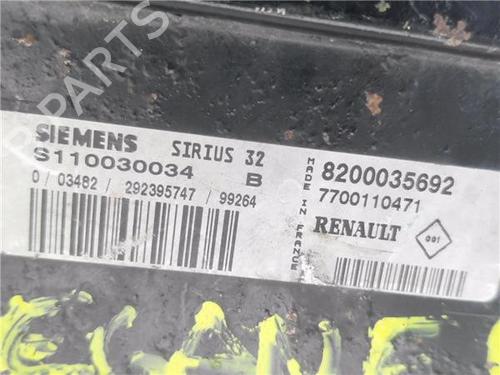 B-PARTS
SIEMENS SIRIUS 32
S110030034 B
0 / 03482 / 292395747 / 99264
MADE IN FRANCE
8200035692
7700110471
RENAULT